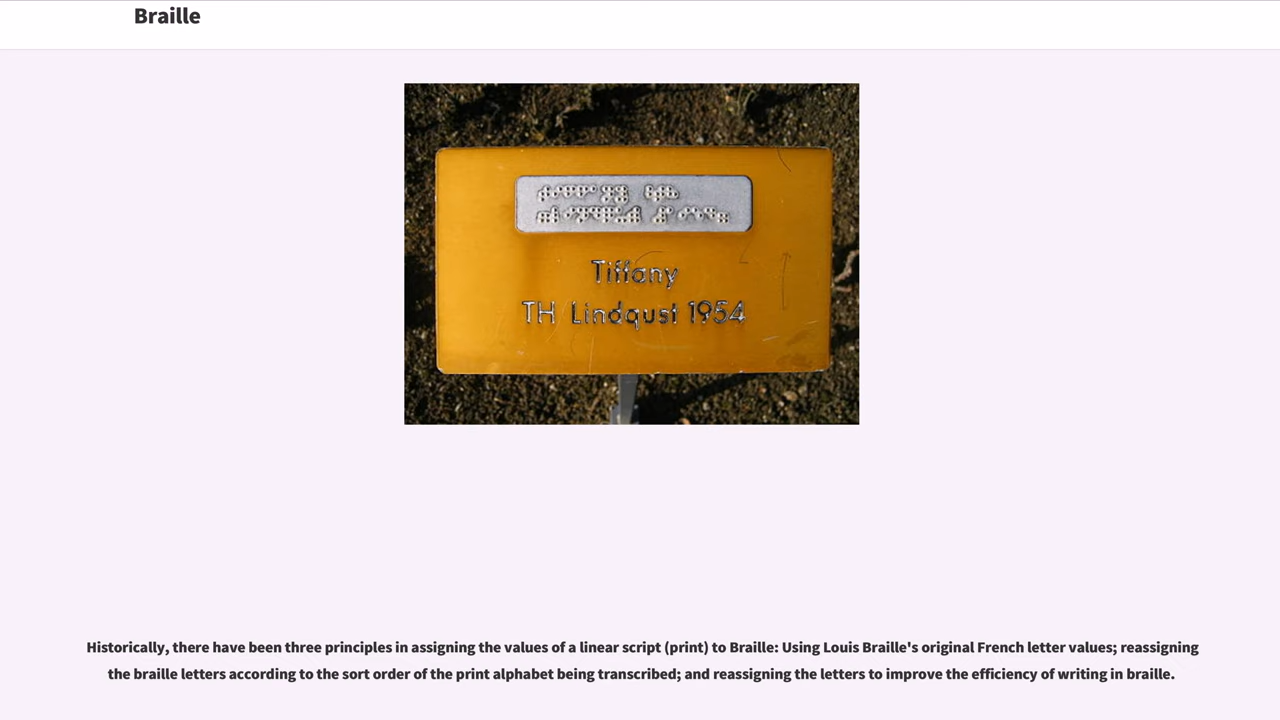 Braille
Tiffany
TH Lindqust 1954
Historically, there have been three principles in assigning the values of a linear script (print) to Braille: Using Louis Braille's original French letter values; reassigning
the braille letters according to the sort order of the print alphabet being transcribed; and reassigning the letters to improve the efficiency of writing in braille.